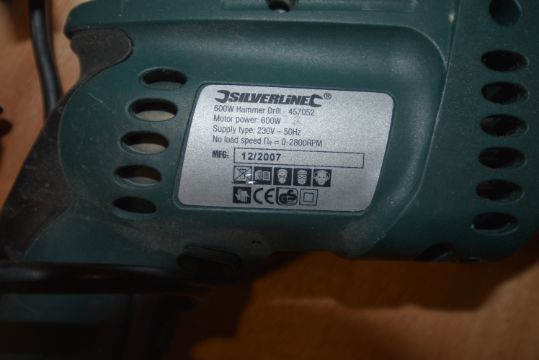 SILVERLINE®
600W Hammer Drill - 457052
Motor power: 600W
Supply type: 230V ~ 50Hz
No load speed n₀ = 0-2800RPM
MFG: 12/2007
CE GS